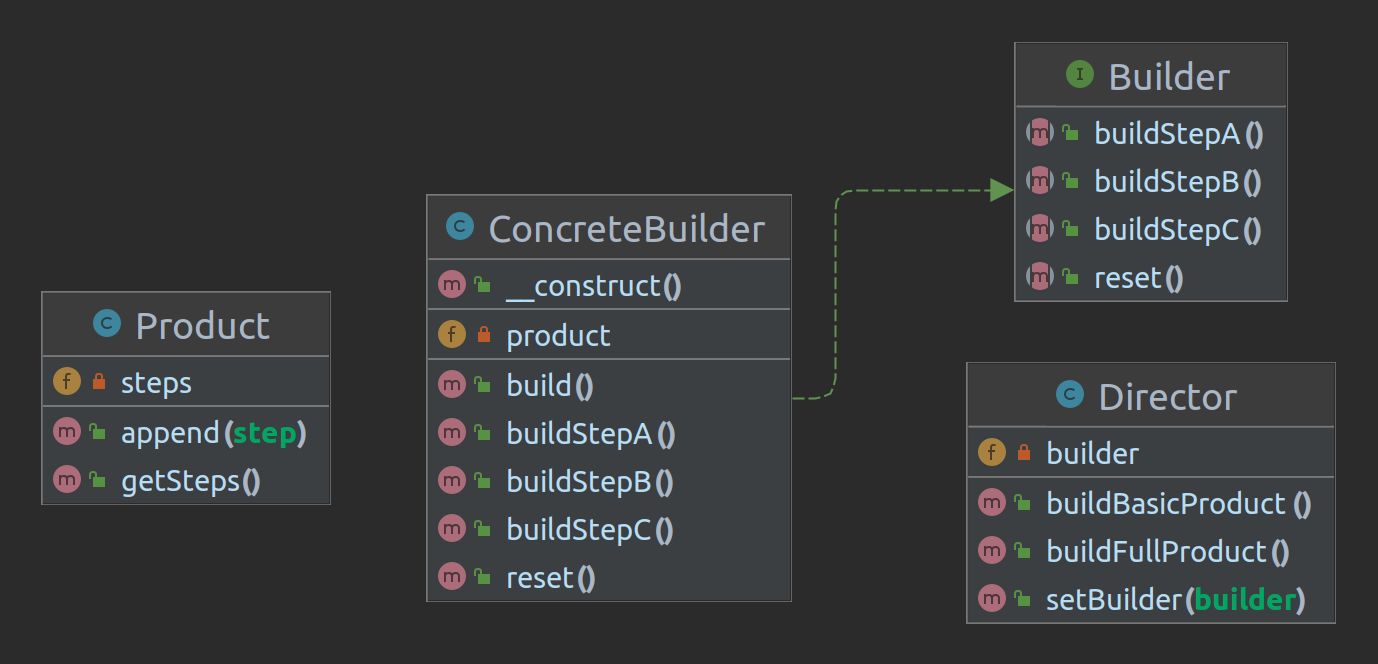 Product
steps
append(step)
getSteps()
ConcreteBuilder
__construct()
product
build()
buildStepA()
buildStepB()
buildStepC()
reset()
Builder
buildStepA()
buildStepB()
buildStepC()
reset()
Director
builder
buildBasicProduct()
buildFullProduct()
setBuilder(builder)